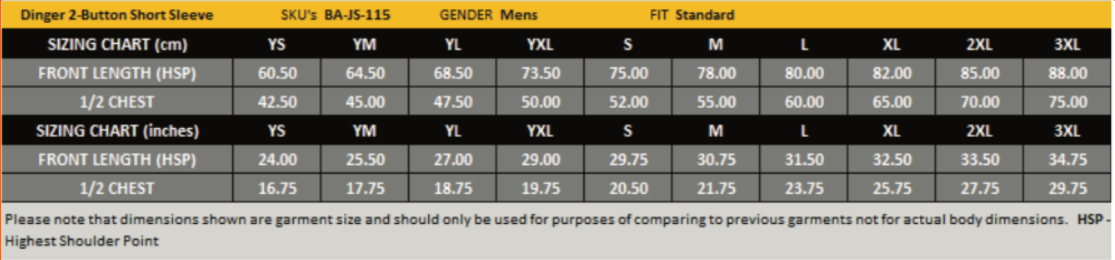 Dinger 2-Button Short Sleeve SKU's BA-JS-115 GENDER Mens FIT Standard
SIZING CHART (cm) YS YM YL YXL S M L XL 2XL 3XL
FRONT LENGTH (HSP) 60.50 64.50 68.50 73.50 75.00 78.00 80.00 82.00 85.00 88.00
1/2 CHEST 42.50 45.00 47.50 50.00 52.00 55.00 60.00 65.00 70.00 75.00
SIZING CHART (inches) YS YM YL YXL S M L XL 2XL 3XL
FRONT LENGTH (HSP) 24.00 25.50 27.00 29.00 29.75 30.75 31.50 32.50 33.50 34.75
1/2 CHEST 16.75 17.75 18.75 19.75 20.50 21.75 23.75 25.75 27.75 29.75
Please note that dimensions shown are garment size and should only be used for purposes of comparing to previous garments not for actual body dimensions. HSP -
Highest Shoulder Point